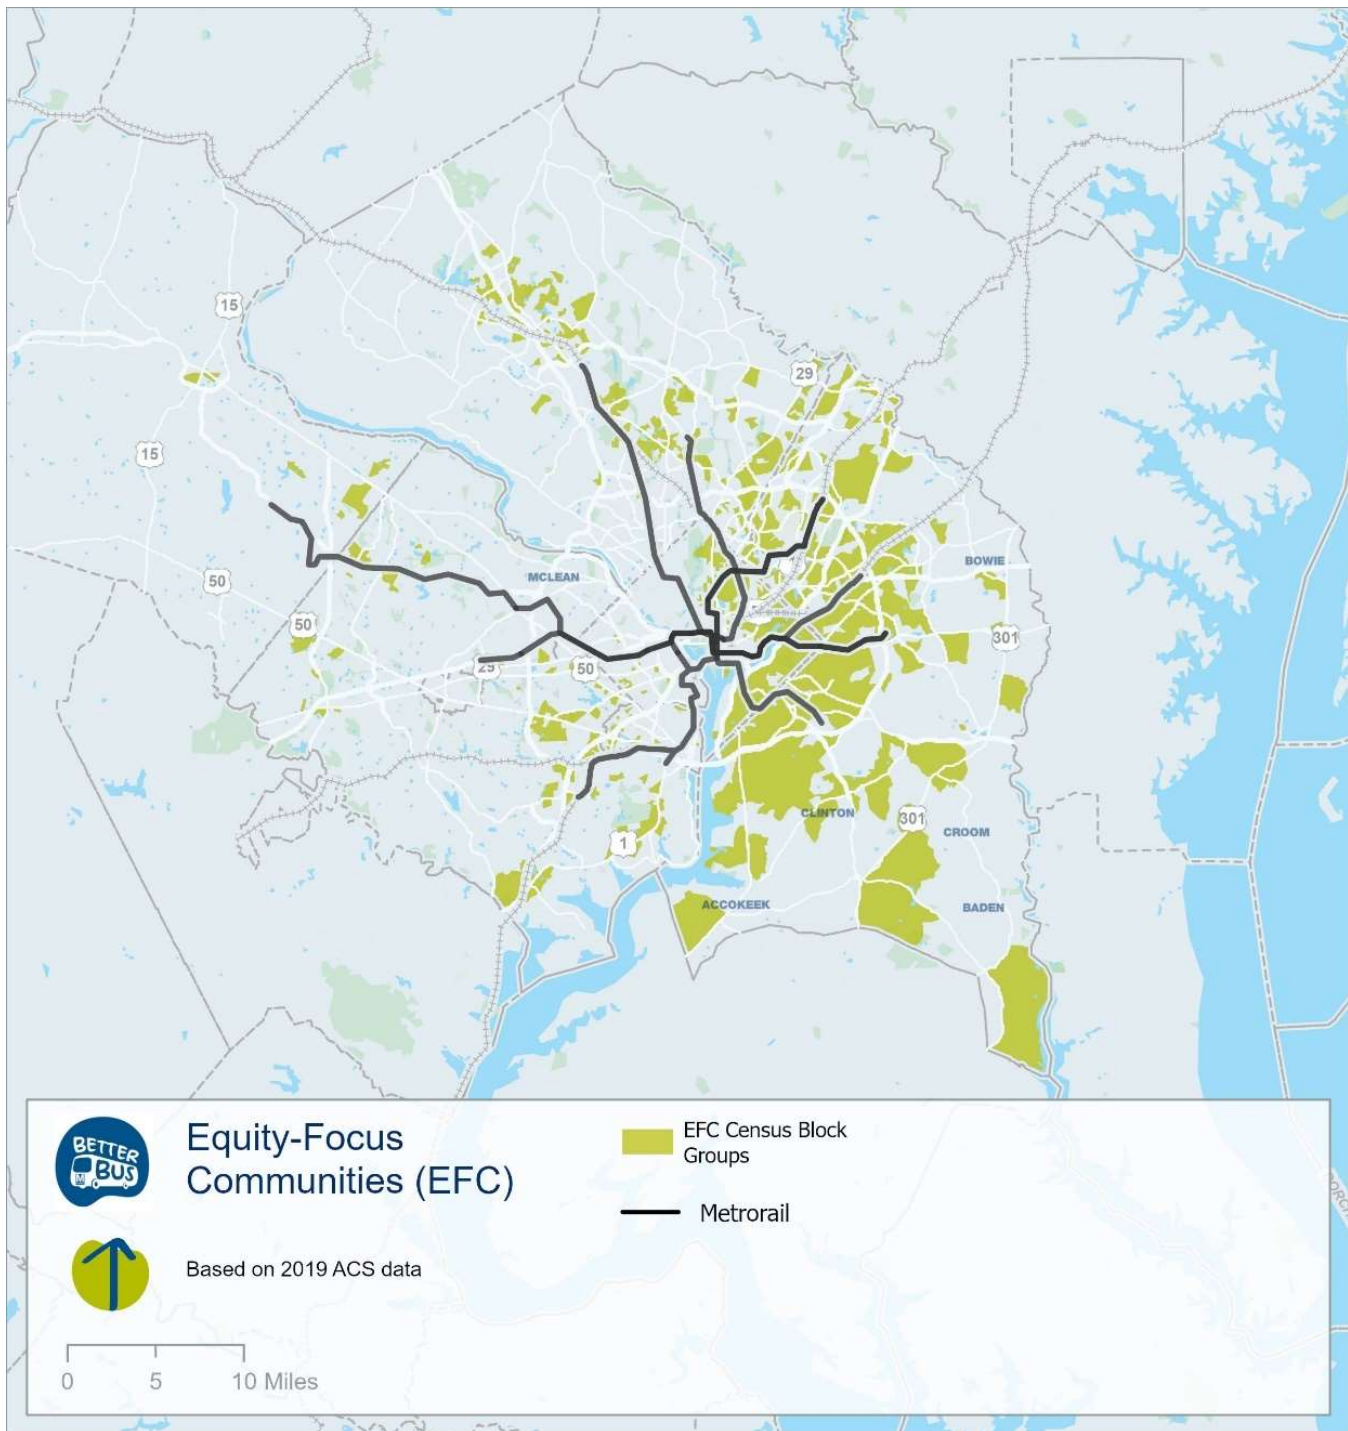 29
15
15
50
MCLEAN
BOWIE
50
29
50
301
CLINTON
301
CROOM
1
ACCOKEEK
BADEN
BETTER
BUS
M
Equity-Focus
Communities (EFC)
Based on 2019 ACS data
EFC Census Block
Groups
Metrorail
0 5 10 Miles